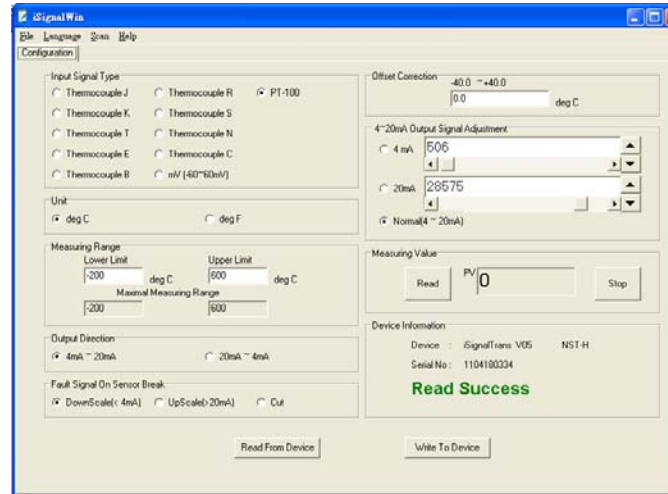 iSignalWin
File Language Scan Help
Configuration
Input Signal Type
Thermocouple J Thermocouple R PT-100
Thermocouple K Thermocouple S
Thermocouple T Thermocouple N
Thermocouple E Thermocouple C
Thermocouple B mV (-60~60mV)
Unit
deg C deg F
Measuring Range
Lower Limit Upper Limit
-200 deg C 600 deg C
Maximal Measuring Range
-200 600
Output Direction
4mA ~ 20mA 20mA ~ 4mA
Fault Signal On Sensor Break
DownScale(< 4mA) UpScale(>20mA) Cut
Offset Correction
-40.0 ~+40.0
0.0 deg C
4~20mA Output Signal Adjustment
4 mA 506
20mA 28575
Normal(4 ~ 20mA)
Measuring Value
Read PV 0 Stop
Device Information
Device : iSignalTrans V05 NST-H
Serial No : 1104180334
Read Success
Read From Device Write To Device